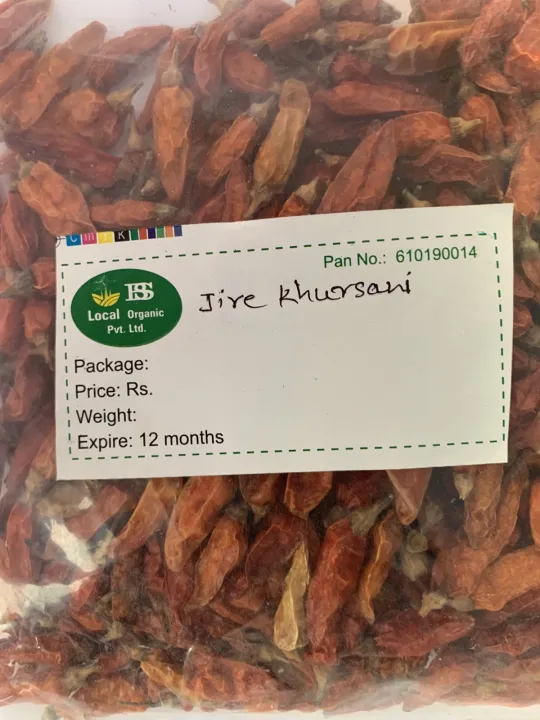 C m Y K
Pan No.: 610190014
BS
Local Organic
Pvt. Ltd.
Jire Khursani
Package:
Price: Rs.
Weight:
Expire: 12 months